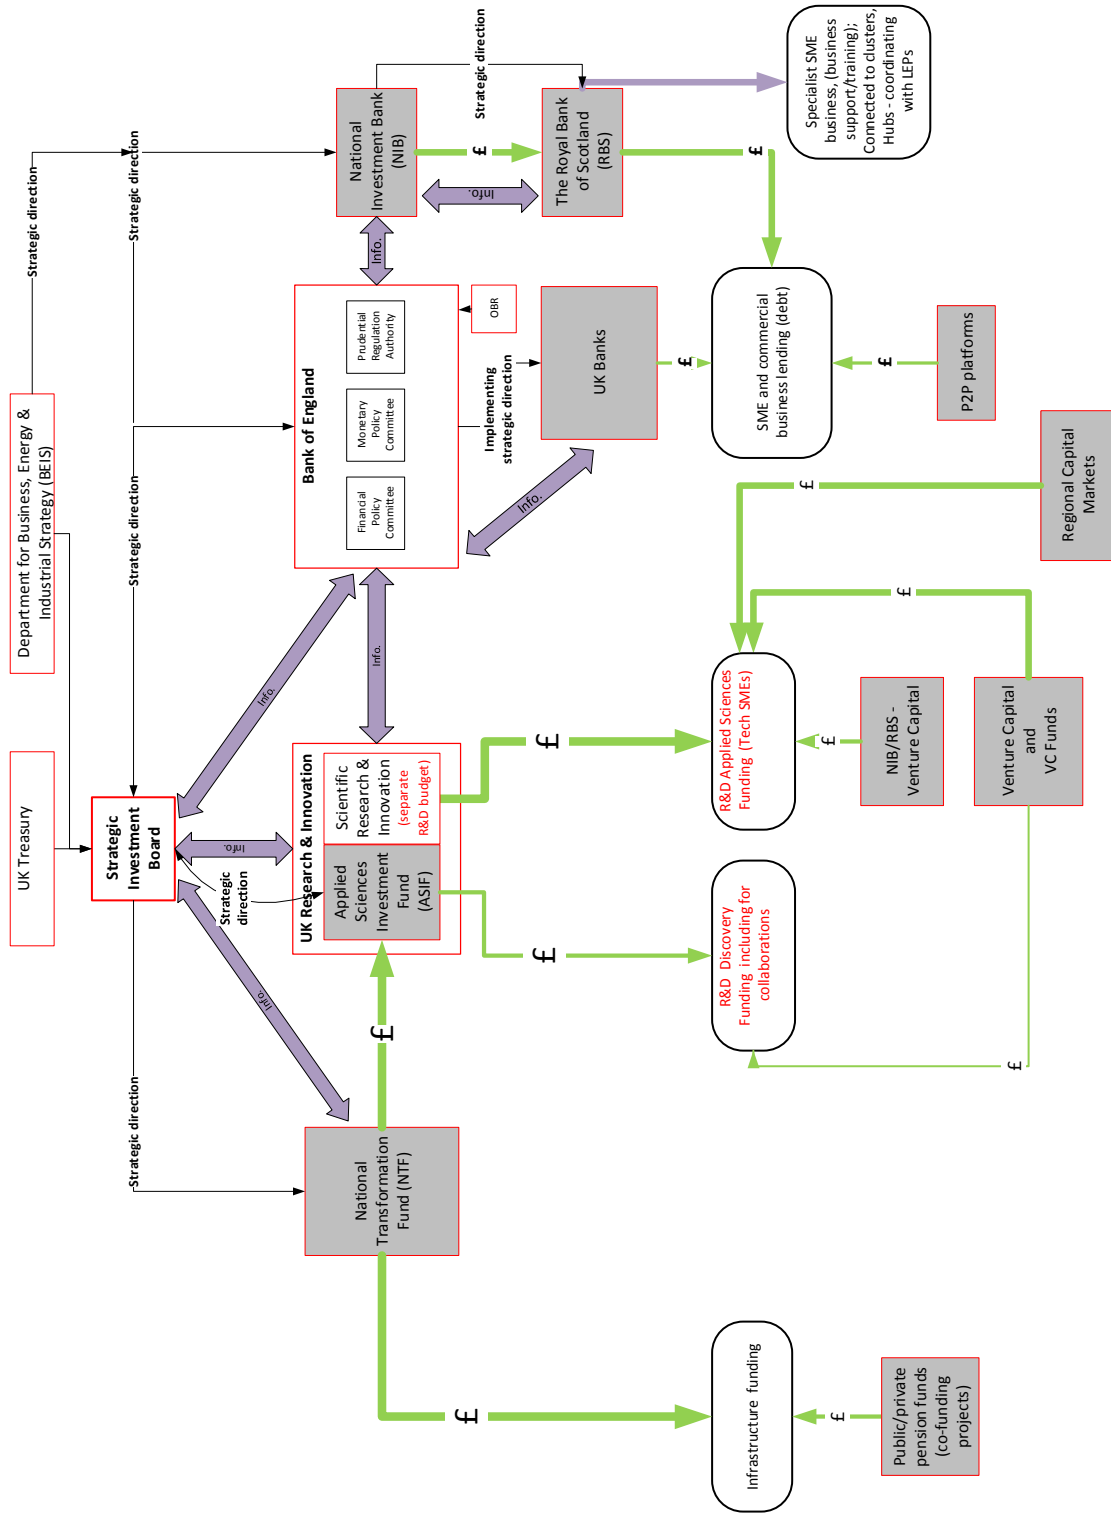 UK Treasury
Department for Business, Energy &
Industrial Strategy (BEIS)
Strategic direction
Strategic
Investment
Board
Strategic direction
Strategic direction
Strategic direction
Info.
Info.
Info.
Strategic
direction
National
Transformation
Fund (NTF)
£
UK Research & Innovation
Applied
Sciences
Investment
Fund
(ASIF)
Scientific
Research &
Innovation
(separate
R&D budget)
Info.
Bank of England
Financial
Policy
Committee
Monetary
Policy
Committee
Prudential
Regulation
Authority
Info.
National
Investment Bank
(NIB)
Strategic direction
OBR
Implementing
strategic direction
Info.
£
£
£
Info.
UK Banks
Info.
£
The Royal Bank
of Scotland
(RBS)
£
£
Infrastructure funding
R&D Discovery
Funding including for
collaborations
R&D Applied Sciences
Funding (Tech SMEs)
SME and commercial
business lending (debt)
Specialist SME
business, (business
support/training);
Connected to clusters,
Hubs - coordinating
with LEPs
£
£
£
£
Public/private
pension funds
(co-funding
projects)
NIB/RBS -
Venture Capital
P2P platforms
£
£
Venture Capital
and
VC Funds
Regional Capital
Markets